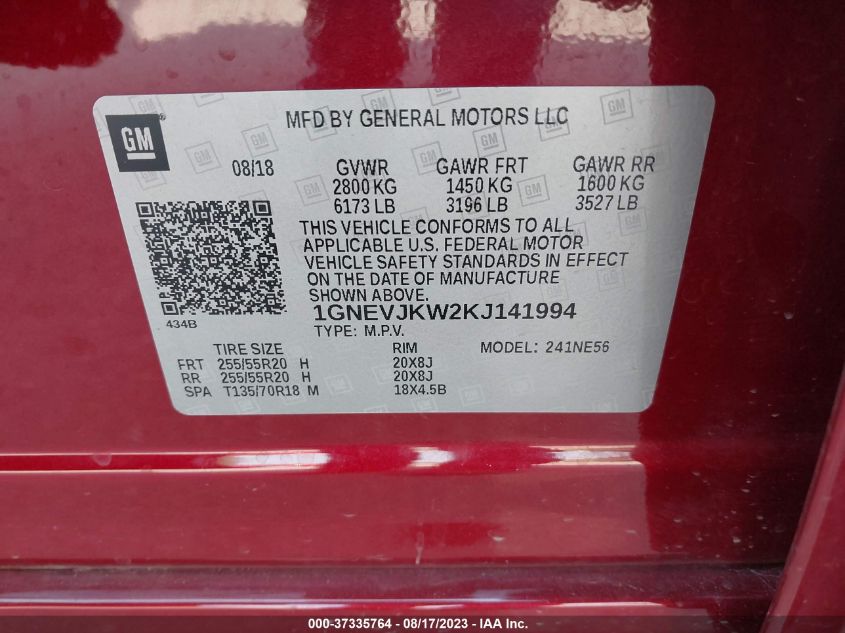 GM
MFD BY GENERAL MOTORS LLC
08/18
GVWR GAWR FRT GAWR RR
2800 KG 1450 KG 1600 KG
6173 LB 3196 LB 3527 LB
THIS VEHICLE CONFORMS TO ALL
APPLICABLE U.S. FEDERAL MOTOR
VEHICLE SAFETY STANDARDS IN EFFECT
ON THE DATE OF MANUFACTURE
SHOWN ABOVE.
1GNEVJKW2KJ141994
434B
TYPE: M.P.V.
TIRE SIZE RIM MODEL: 241NE56
FRT 255/55R20 H 20X8J
RR 255/55R20 H 20X8J
SPA T135/70R18 M 18X4.5B
000-37335764 - 08/17/2023 - IAA Inc.